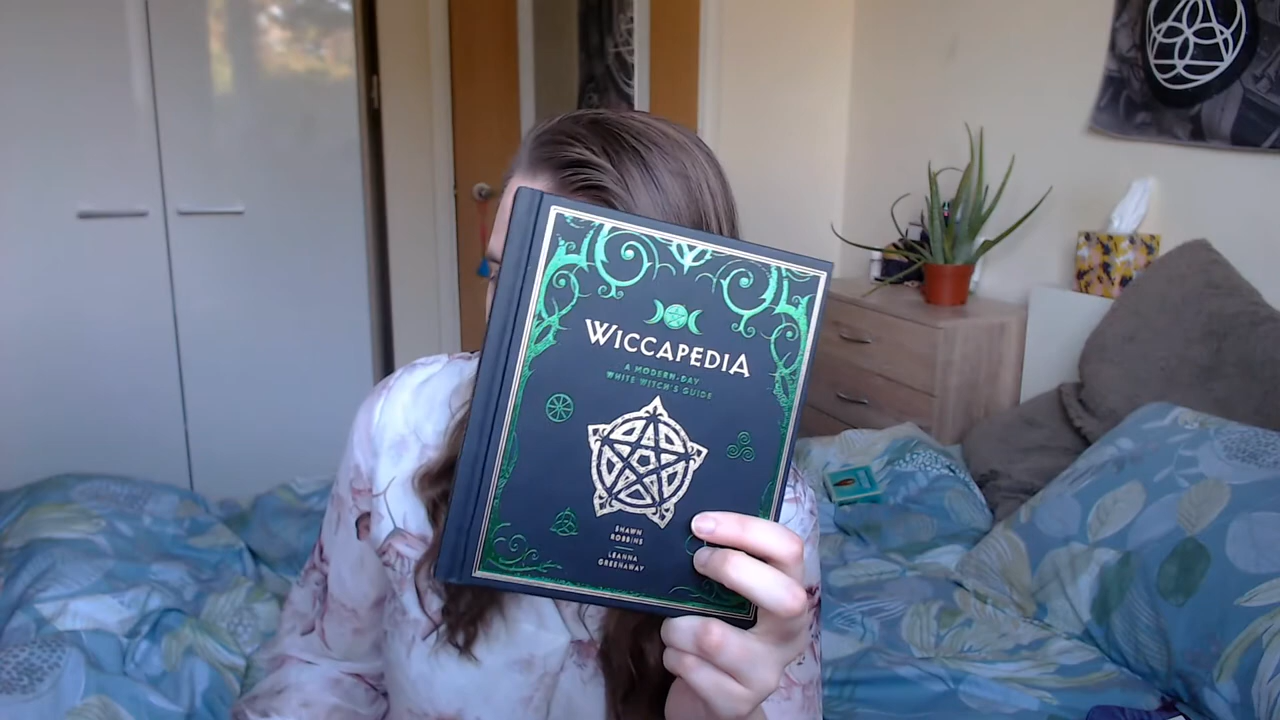 WICCAPEDIA
A MODERN-DAY
WHITE WITCH'S GUIDE
SHAWN
ROBBINS
LEANNA
GREENAWAY